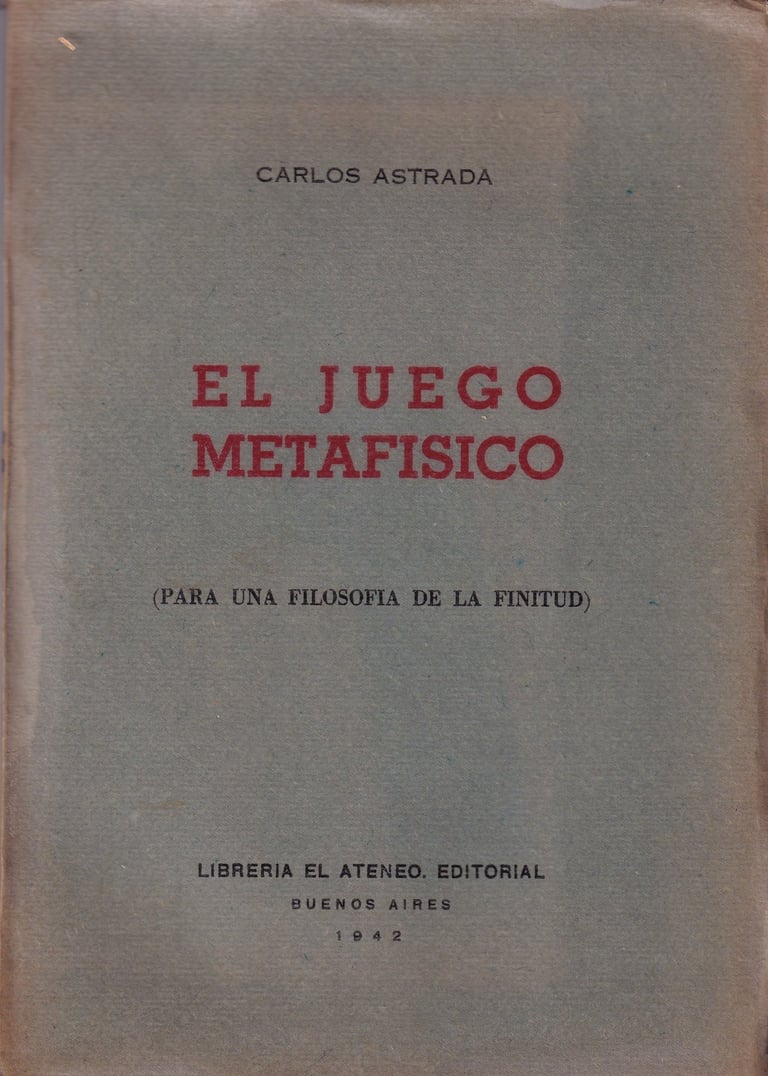 CARLOS ASTRADA
EL JUEGO
METAFISICO
(PARA UNA FILOSOFIA DE LA FINITUD)
LIBRERIA EL ATENEO. EDITORIAL
BUENOS AIRES
1942